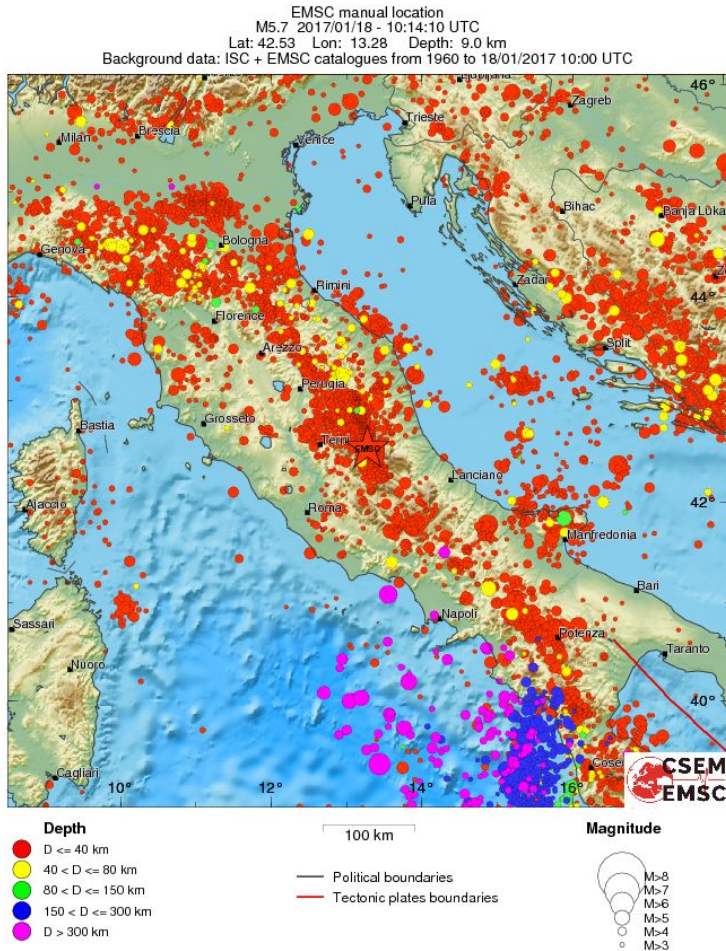 EMSC manual location
M5.7 2017/01/18 - 10:14:10 UTC
Lat: 42.53 Lon: 13.28 Depth: 9.0 km
Background data: ISC + EMSC catalogues from 1960 to 18/01/2017 10:00 UTC
46°
Zagreb
Trieste
Brescia
Milan
Venice
Pula
Bihac
Banja Luka
Bologna
Genova
Zadar
Rimini
44°
Florence
Split
Arezzo
Perugia
Grosseto
Bastia
Terni
EMSC
Lanciano
Ajaccio
Roma
42°
Manfredonia
Bari
Sassari
Napoli
Potenza
Taranto
Nuoro
40°
Cagliari
10°
12°
14°
16°
CSEM
EMSC
Depth
D <= 40 km
40 < D <= 80 km
80 < D <= 150 km
150 < D <= 300 km
D > 300 km
100 km
Political boundaries
Tectonic plates boundaries
Magnitude
M>8
M>7
M>6
M>5
M>4
M>3